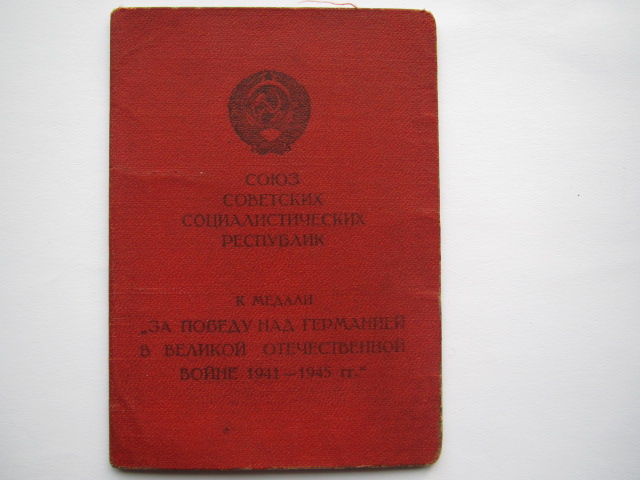 СОЮЗ
СОВЕТСКИХ
СОЦИАЛИСТИЧЕСКИХ
РЕСПУБЛИК
К МЕДАЛИ
„ЗА ПОБЕДУ НАД ГЕРМАНИЕЙ
В ВЕЛИКОЙ ОТЕЧЕСТВЕННОЙ
ВОЙНЕ 1941–1945 гг.“